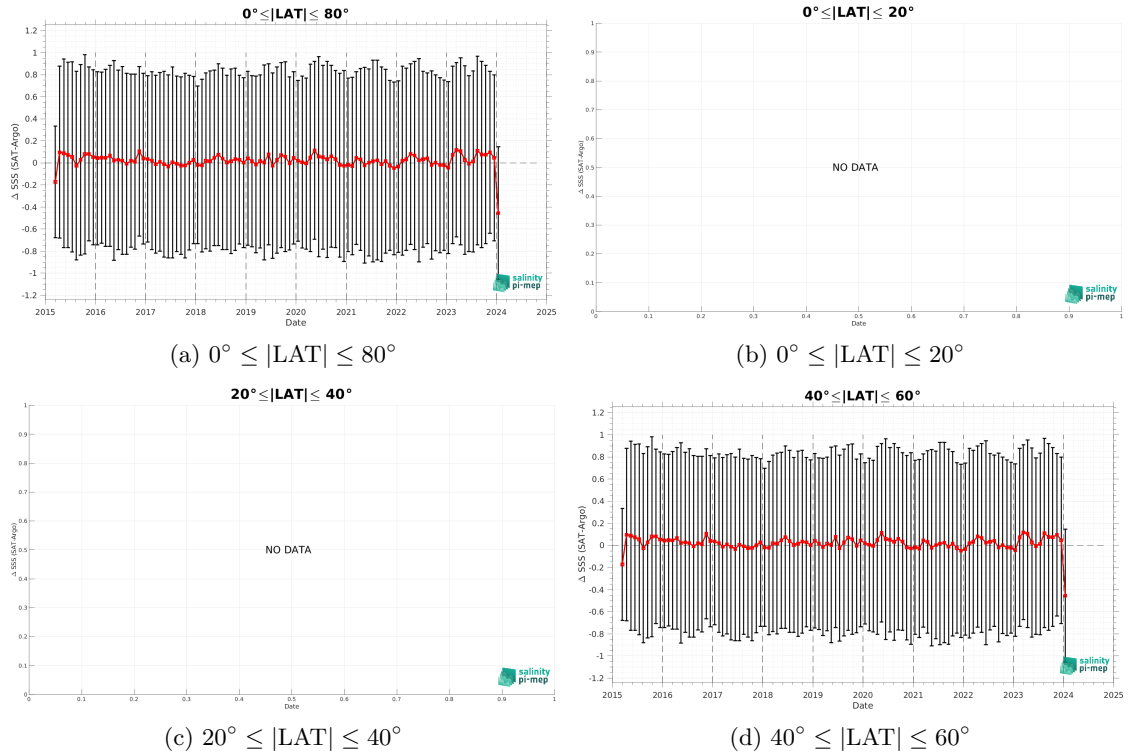 0°≤|LAT|≤ 80°
Δ SSS (SAT-Argo)
1.2
1
0.8
0.6
0.4
0.2
0
-0.2
-0.4
-0.6
-0.8
-1
-1.2
2015 2016 2017 2018 2019 2020 2021 2022 2023 2024 2025
Date
salinity
pi-mep
(a) 0° ≤ |LAT| ≤ 80°
0°≤|LAT|≤ 20°
Δ SSS (SAT-Argo)
1
0.9
0.8
0.7
0.6
0.5
0.4
0.3
0.2
0.1
0
NO DATA
0 0.1 0.2 0.3 0.4 0.5 0.6 0.7 0.8 0.9 1
Date
salinity
pi-mep
(b) 0° ≤ |LAT| ≤ 20°
20°≤|LAT|≤ 40°
Δ SSS (SAT-Argo)
1
0.9
0.8
0.7
0.6
0.5
0.4
0.3
0.2
0.1
0
NO DATA
0 0.1 0.2 0.3 0.4 0.5 0.6 0.7 0.8 0.9 1
Date
salinity
pi-mep
(c) 20° ≤ |LAT| ≤ 40°
40°≤|LAT|≤ 60°
Δ SSS (SAT-Argo)
1.2
1
0.8
0.6
0.4
0.2
0
-0.2
-0.4
-0.6
-0.8
-1
-1.2
2015 2016 2017 2018 2019 2020 2021 2022 2023 2024 2025
Date
salinity
pi-mep
(d) 40° ≤ |LAT| ≤ 60°